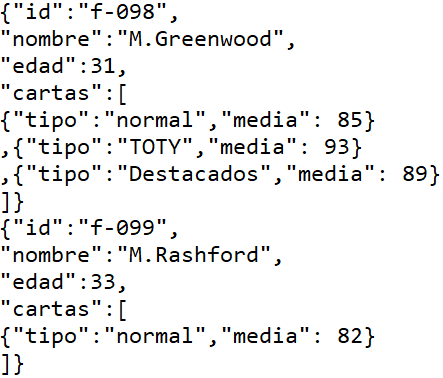 {"id":"f-098",
"nombre":"M.Greenwood",
"edad":31,
"cartas":[
{"tipo":"normal","media": 85}
,{"tipo":"TOTY","media": 93}
,{"tipo":"Destacados","media": 89}
]}
{"id":"f-099",
"nombre":"M.Rashford",
"edad":33,
"cartas":[
{"tipo":"normal","media": 82}
]}